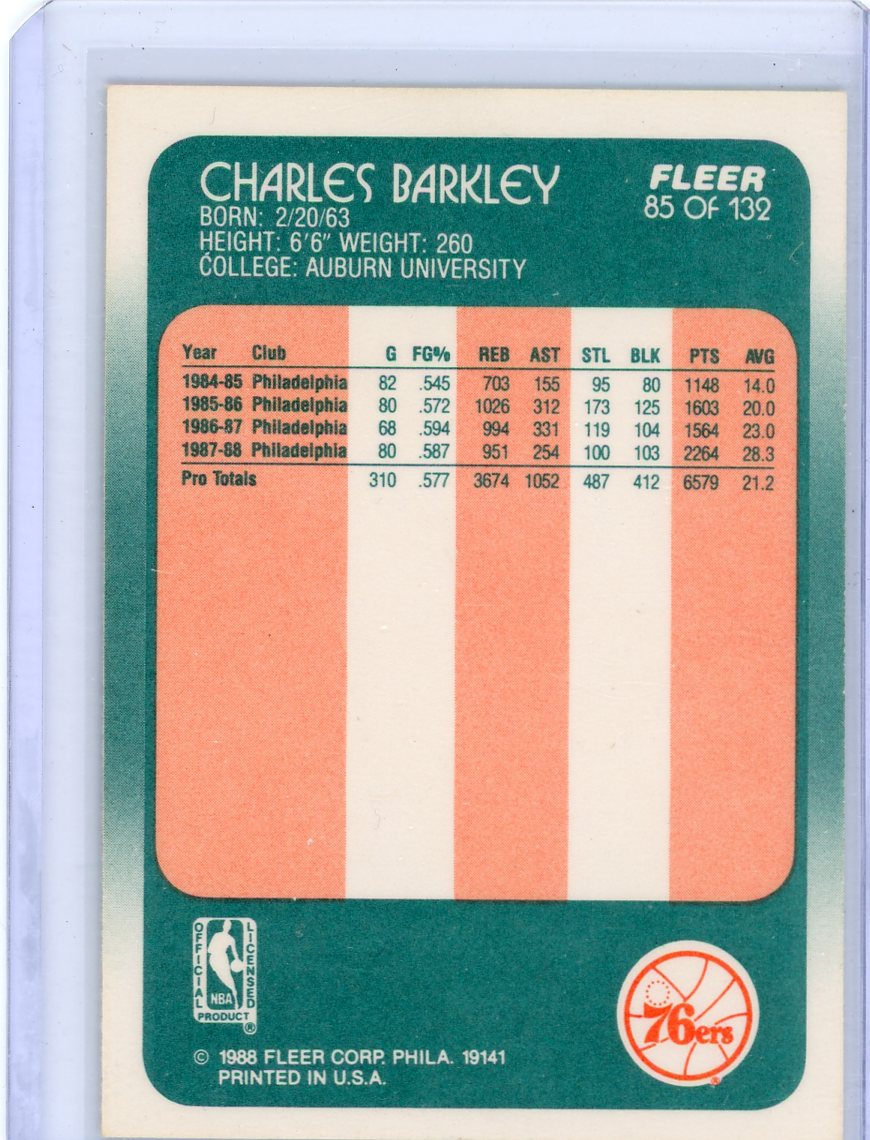 CHARLES BARKLEY
FLEER
85 OF 132
BORN: 2/20/63
HEIGHT: 6'6" WEIGHT: 260
COLLEGE: AUBURN UNIVERSITY
Year Club G FG% REB AST STL BLK PTS AVG
1984-85 Philadelphia 82 .545 703 155 95 80 1148 14.0
1985-86 Philadelphia 80 .572 1026 312 173 125 1603 20.0
1986-87 Philadelphia 68 .594 994 331 119 104 1564 23.0
1987-88 Philadelphia 80 .587 951 254 100 103 2264 28.3
Pro Totals 310 .577 3674 1052 487 412 6579 21.2
OFFICIAL
LICENSED
NBA
PRODUCT
®
76ers
®
© 1988 FLEER CORP. PHILA. 19141
PRINTED IN U.S.A.